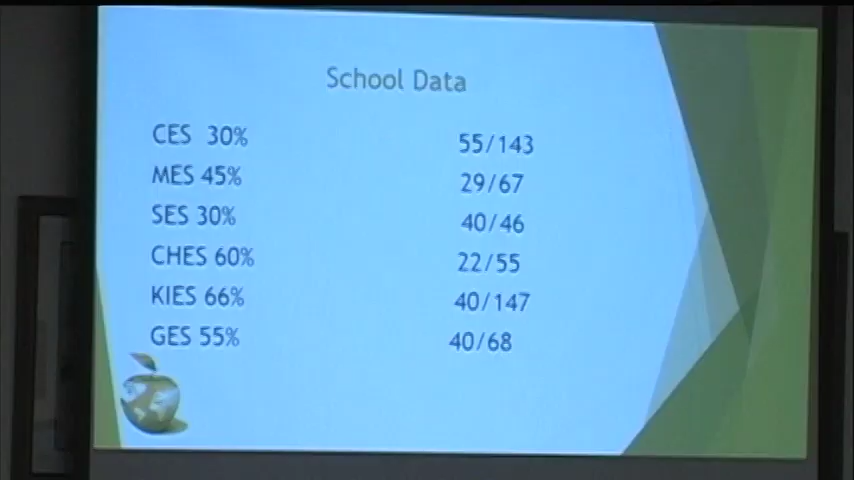 School Data
CES 30% 55/143
MES 45% 29/67
SES 30% 40/46
CHES 60% 22/55
KIES 66% 40/147
GES 55% 40/68